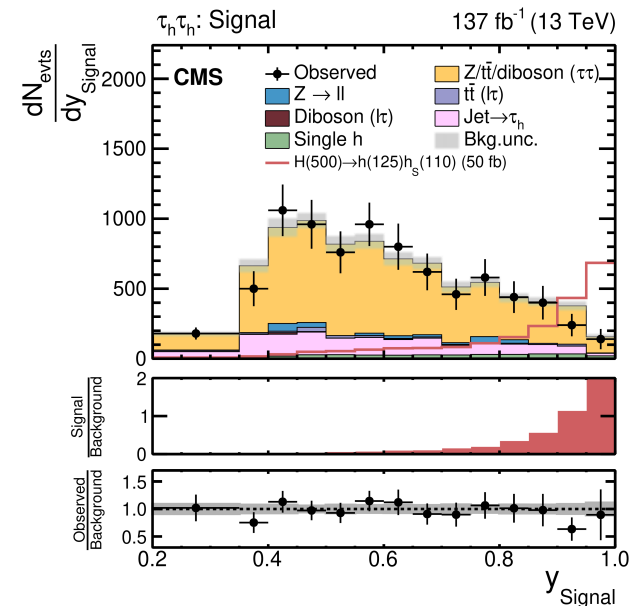 τhτh: Signal 137 fb-1 (13 TeV)
dNevts
dySignal
CMS
Observed
Z/tt̄/diboson (ττ)
Z → ll
tt̄ (lτ)
Diboson (lτ)
Jet→τh
Single h
Bkg.unc.
H(500)→h(125)hS(110) (50 fb)
2000
1500
1000
500
0
Signal
Background
2
1
0
Observed
Background
1.5
1.0
0.5
0.2 0.4 0.6 0.8 1.0
ySignal